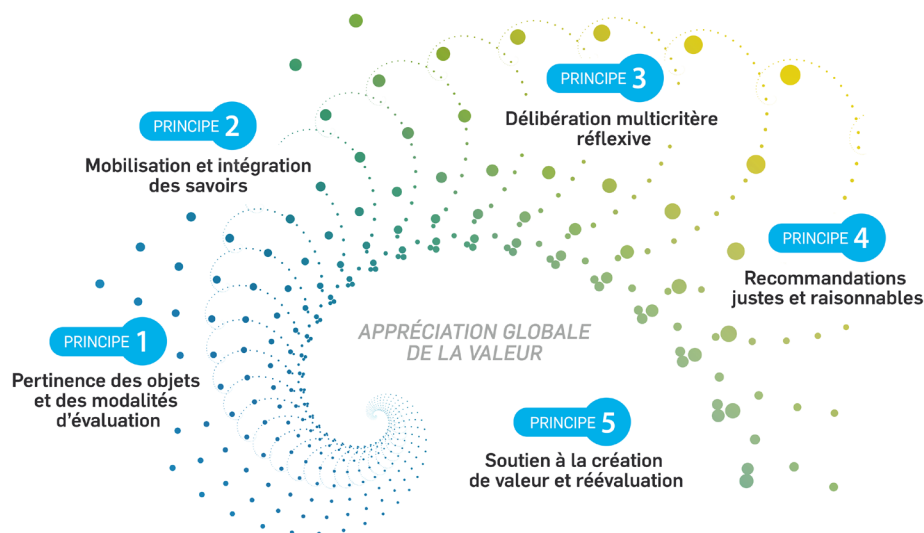 PRINCIPE 1
Pertinence des objets
et des modalités
d'évaluation
PRINCIPE 2
Mobilisation et intégration
des savoirs
PRINCIPE 3
Délibération multicritère
réflexive
PRINCIPE 4
Recommandations
justes et raisonnables
PRINCIPE 5
Soutien à la création
de valeur et réévaluation
APPRÉCIATION GLOBALE
DE LA VALEUR